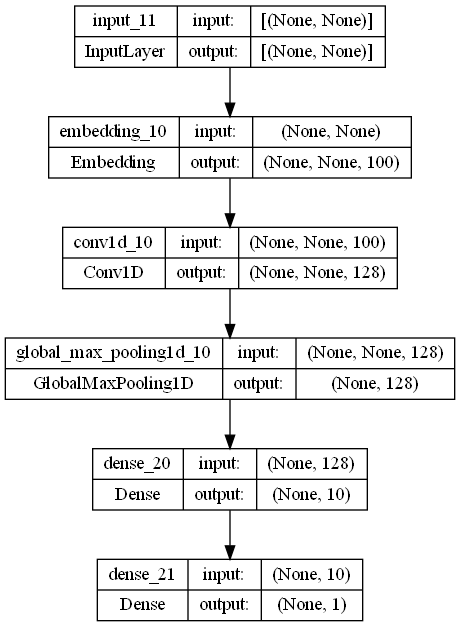 input_11 input: [(None, None)]
InputLayer output: [(None, None)]
embedding_10 input: (None, None)
Embedding output: (None, None, 100)
conv1d_10 input: (None, None, 100)
Conv1D output: (None, None, 128)
global_max_pooling1d_10 input: (None, None, 128)
GlobalMaxPooling1D output: (None, 128)
dense_20 input: (None, 128)
Dense output: (None, 10)
dense_21 input: (None, 10)
Dense output: (None, 1)